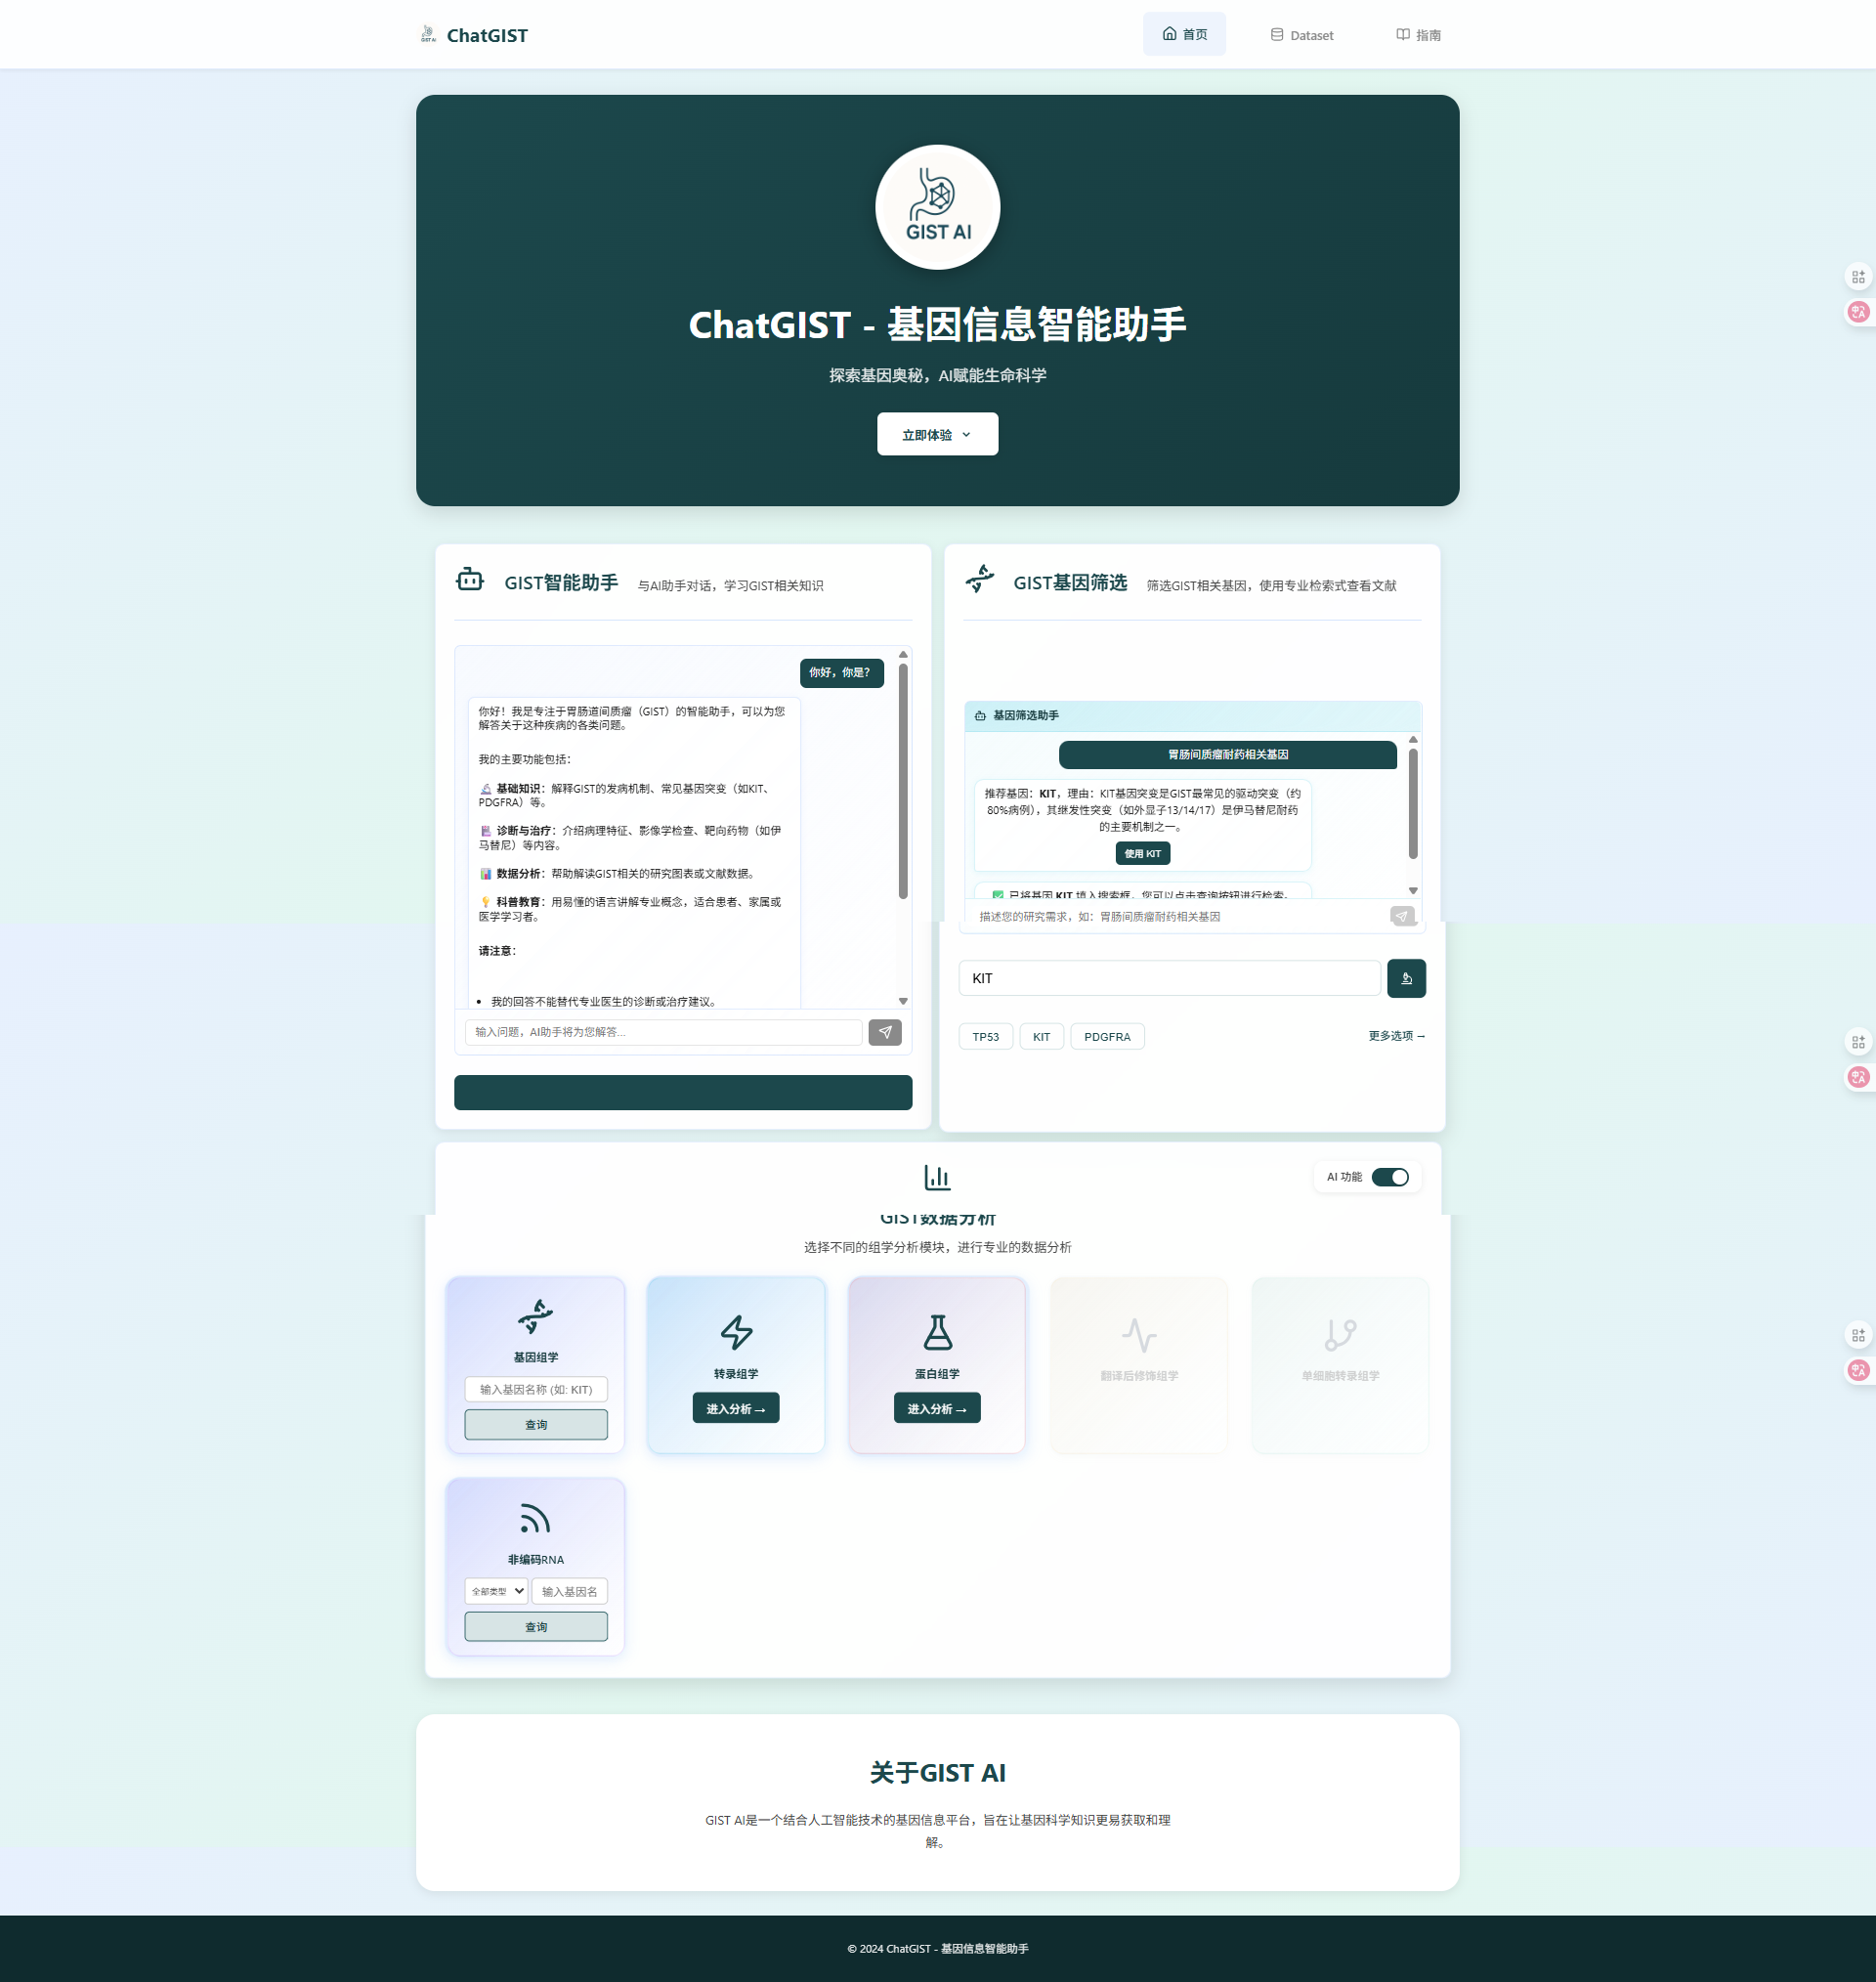 GIST AI
ChatGIST
首页
Dataset
指南
GIST AI
ChatGIST - 基因信息智能助手
探索基因奥秘，AI赋能生命科学
立即体验
GIST智能助手
与AI助手对话，学习GIST相关知识
你好，你是?
你好！我是专注于胃肠道间质瘤（GIST）的智能助手，可以为您
解答关于这种疾病的各类问题。
我的主要功能包括：
🔬 基础知识：解释GIST的发病机制、常见基因突变（如KIT、
PDGFRA）等。
诊断与治疗：介绍病理特征、影像学检查、靶向药物（如伊
马替尼）等内容。
📊 数据分析：帮助解读GIST相关的研究图表或文献数据。
💡 科普教育：用易懂的语言讲解专业概念，适合患者、家属或
医学学习者。
请注意：
• 我的回答不能替代专业医生的诊断或治疗建议。
输入问题，AI助手将为您解答...
GIST基因筛选
筛选GIST相关基因，使用专业检索式查看文献
基因筛选助手
胃肠间质瘤耐药相关基因
推荐基因：KIT，理由：KIT基因突变是GIST最常见的驱动突变（约
80%病例），其继发性突变（如外显子13/14/17）是伊马替尼耐药
的主要机制之一。
使用 KIT
✅ 已将基因 KIT 填入搜索框，您可以点击查询按钮进行检索。
描述您的研究需求，如：胃肠间质瘤耐药相关基因
KIT
TP53
KIT
PDGFRA
更多选项 →
AI 功能
GIST数据分析
选择不同的组学分析模块，进行专业的数据分析
基因组学
输入基因名称 (如: KIT)
查询
转录组学
进入分析 →
蛋白组学
进入分析 →
翻译后修饰组学
单细胞转录组学
非编码RNA
全部类型
输入基因名
查询
关于GIST AI
GIST AI是一个结合人工智能技术的基因信息平台，旨在让基因科学知识更易获取和理
解。
© 2024 ChatGIST - 基因信息智能助手